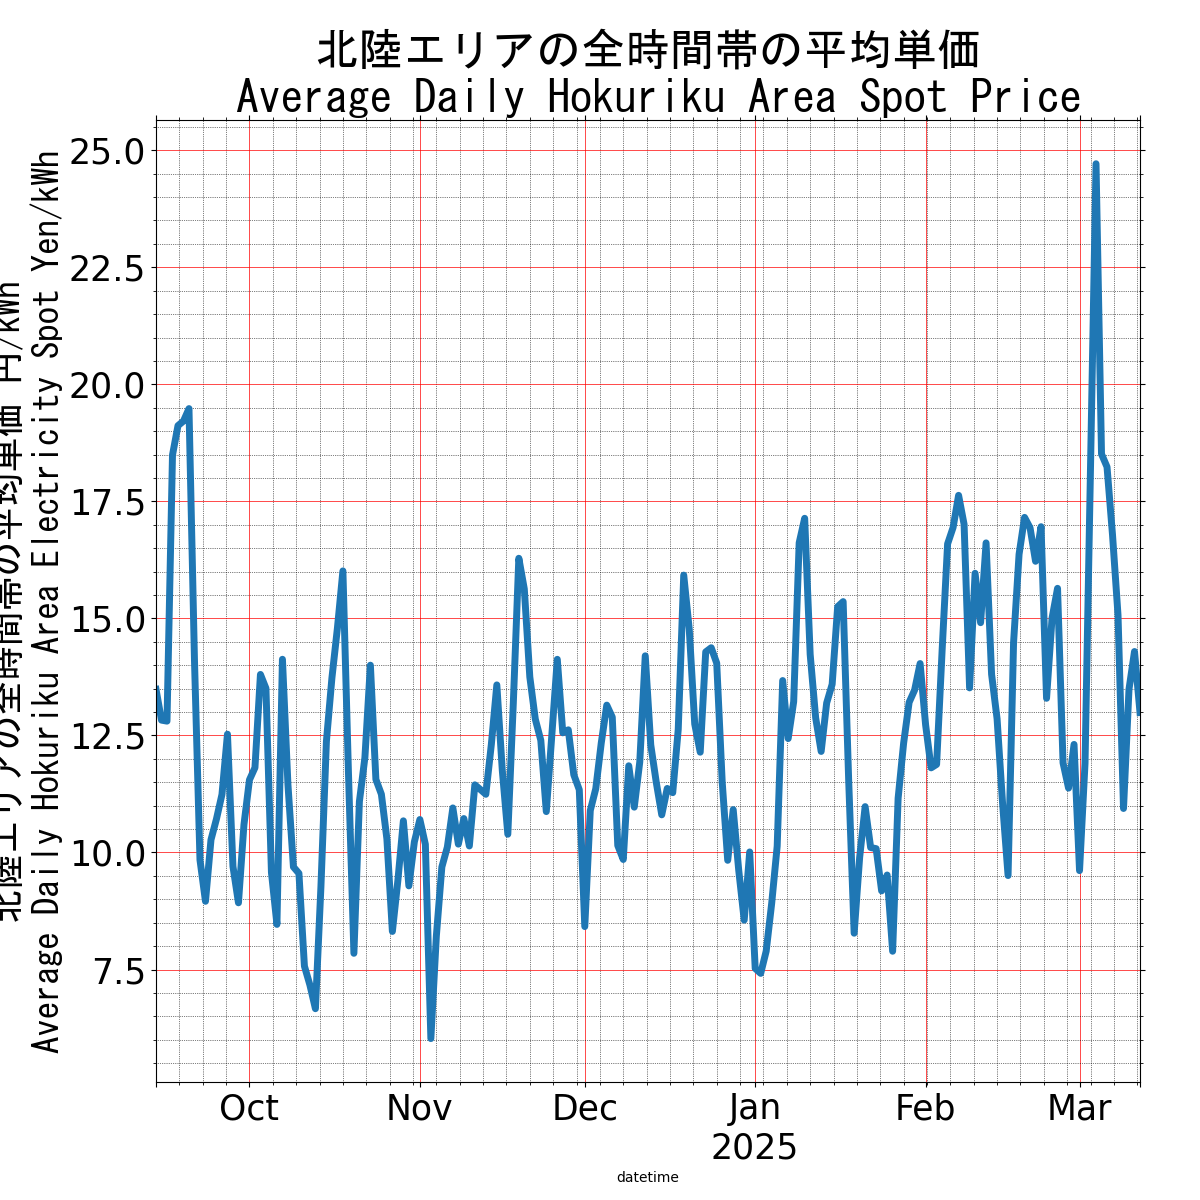 北陸エリアの全時間帯の平均単価
Average Daily Hokuriku Area Spot Price
北陸エリアの全時間帯の平均単価 円/kWh
Average Daily Hokuriku Area Electricity Spot Yen/kWh
25.0
22.5
20.0
17.5
15.0
12.5
10.0
7.5
Oct
Nov
Dec
Jan
2025
Feb
Mar
datetime